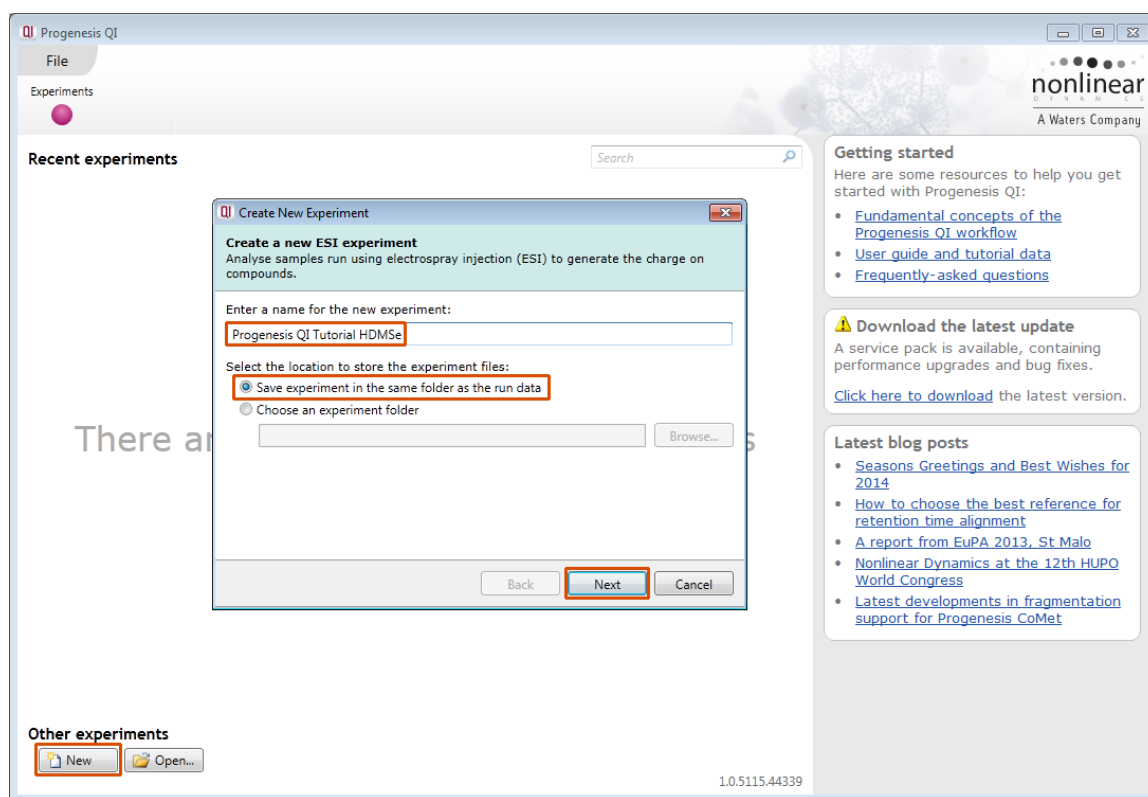 Progenesis QI
File
Experiments
nonlinear
DYNAMICS
A Waters Company
Recent experiments
Search
There ar
s
Create New Experiment
Create a new ESI experiment
Analyse samples run using electrospray injection (ESI) to generate the charge on
compounds.
Enter a name for the new experiment:
Progenesis QI Tutorial HDMSe
Select the location to store the experiment files:
Save experiment in the same folder as the run data
Choose an experiment folder
Browse...
Back
Next
Cancel
Other experiments
New
Open...
1.0.5115.44339
Getting started
Here are some resources to help you get
started with Progenesis QI:
• Fundamental concepts of the
Progenesis QI workflow
• User guide and tutorial data
• Frequently-asked questions
Download the latest update
A service pack is available, containing
performance upgrades and bug fixes.
Click here to download the latest version.
Latest blog posts
• Seasons Greetings and Best Wishes for
2014
• How to choose the best reference for
retention time alignment
• A report from EuPA 2013, St Malo
• Nonlinear Dynamics at the 12th HUPO
World Congress
• Latest developments in fragmentation
support for Progenesis CoMet